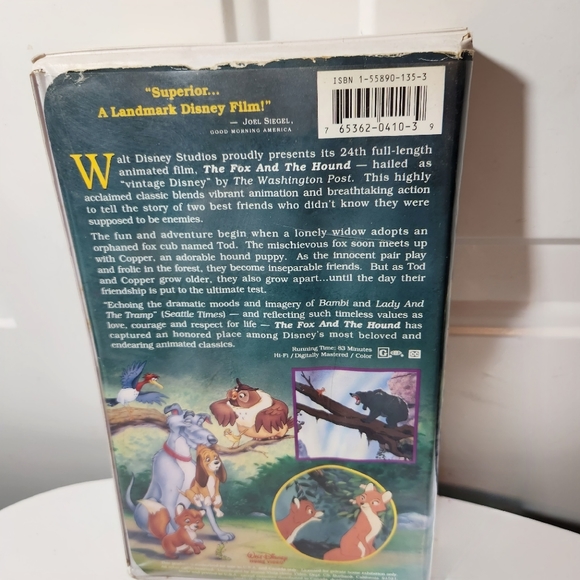 "Superior...
A Landmark Disney Film!"
— Joel Siegel,
GOOD MORNING AMERICA
ISBN 1-55890-135-3
7 65362-0410-3 9
Walt Disney Studios proudly presents its 24th full-length
animated film, The Fox And The Hound — hailed as
"vintage Disney" by The Washington Post. This highly
acclaimed classic blends vibrant animation and breathtaking action
to tell the story of two best friends who didn't know they were
supposed to be enemies.
The fun and adventure begin when a lonely widow adopts an
orphaned fox cub named Tod. The mischievous fox soon meets up
with Copper, an adorable hound puppy. As the innocent pair play
and frolic in the forest, they become inseparable friends. But as Tod
and Copper grow older, they also grow apart...until the day their
friendship is put to the ultimate test.
"Echoing the dramatic moods and imagery of Bambi and Lady And
The Tramp" (Seattle Times) — and reflecting such timeless values as
love, courage and respect for life — The Fox And The Hound has
captured an honored place among Disney's most beloved and
endearing animated classics.
Running Time: 83 Minutes
Hi-Fi / Digitally Mastered / Color
G
Walt Disney
HOME VIDEO